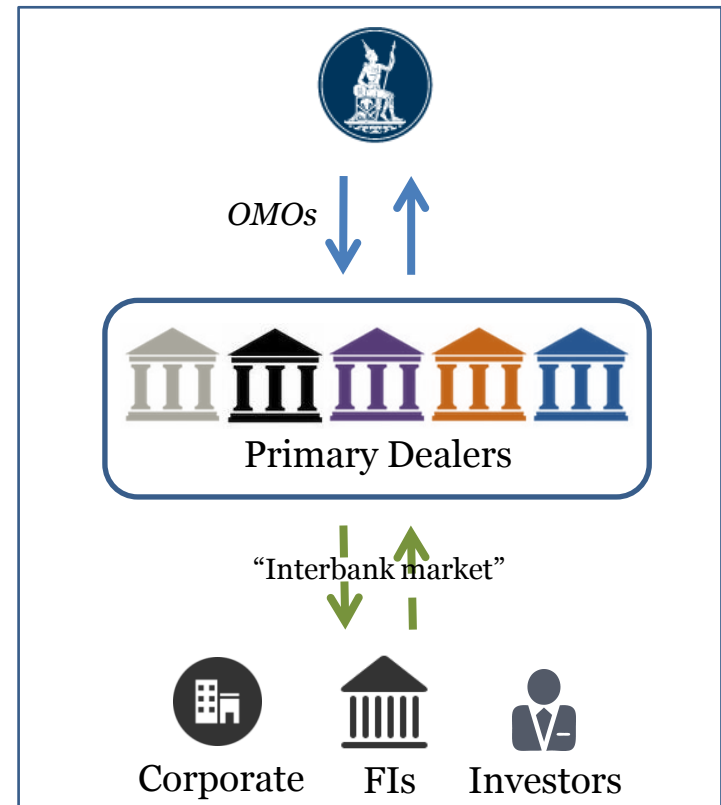 OMOs
Primary Dealers
“Interbank market”
Corporate FIs Investors